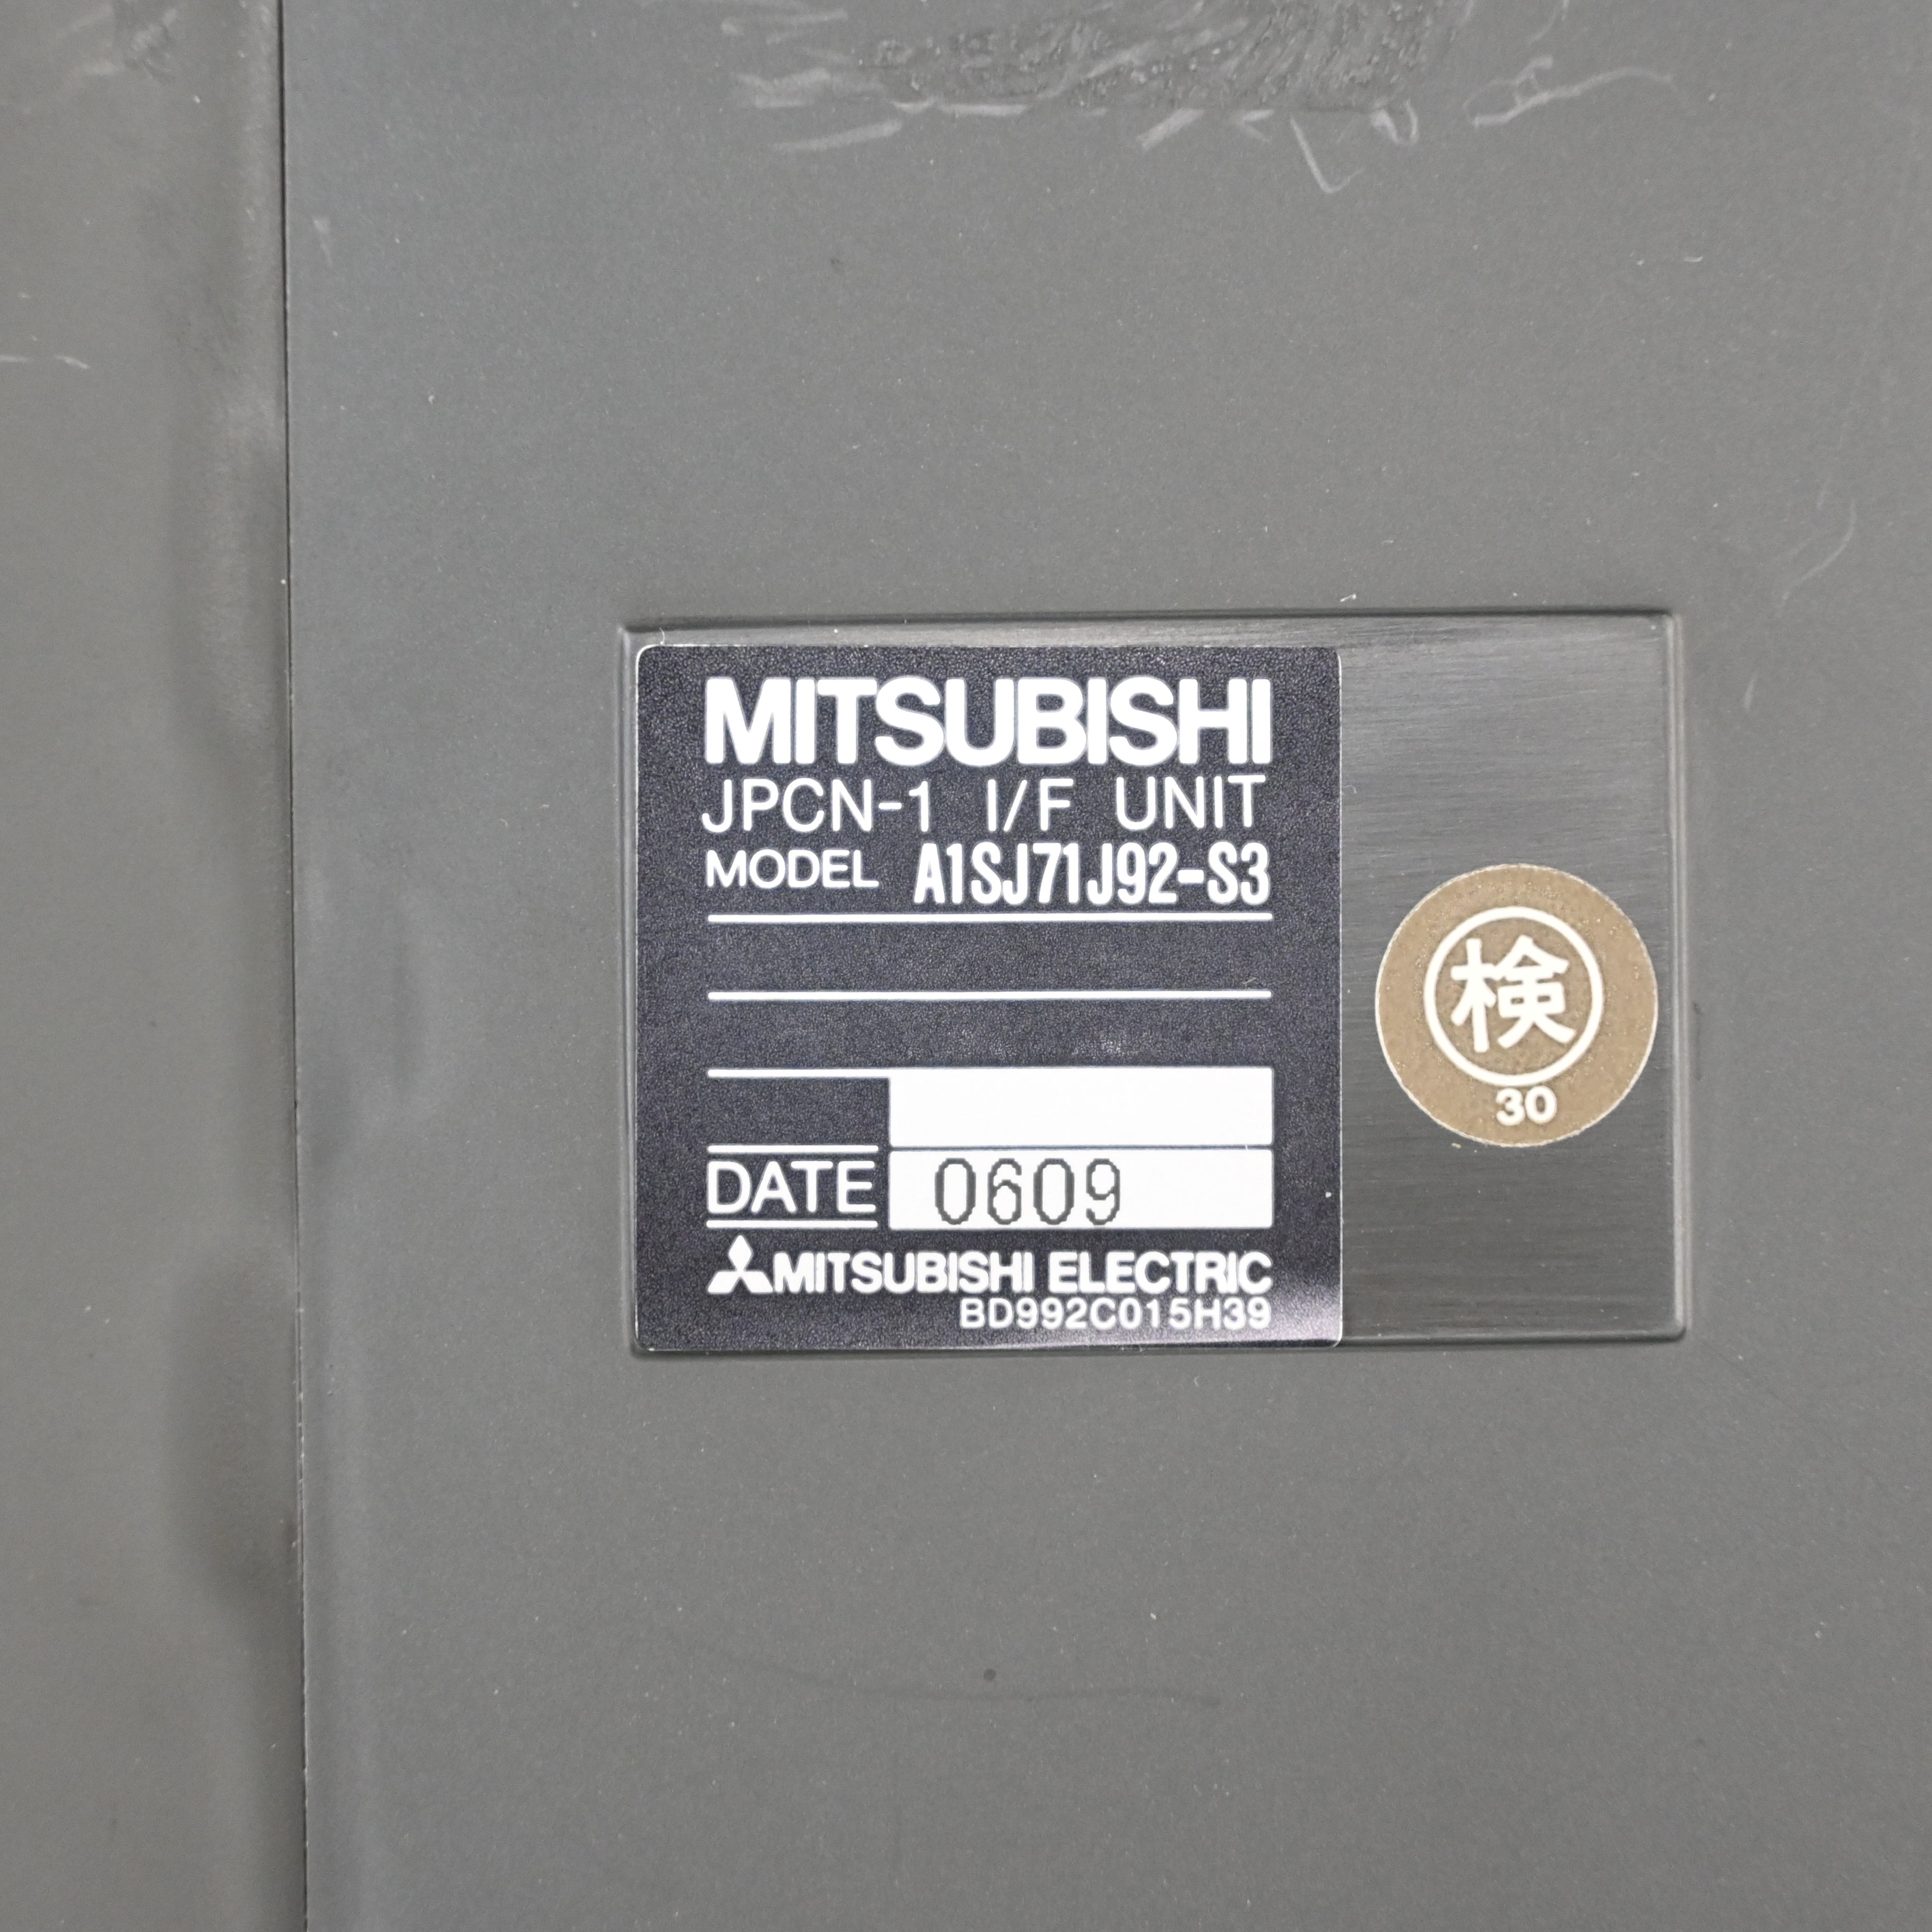 MITSUBISHI
JPCN-1 I/F UNIT
MODEL A1SJ71J92-S3
検
30
DATE 0609
MITSUBISHI ELECTRIC
BD992C015H39